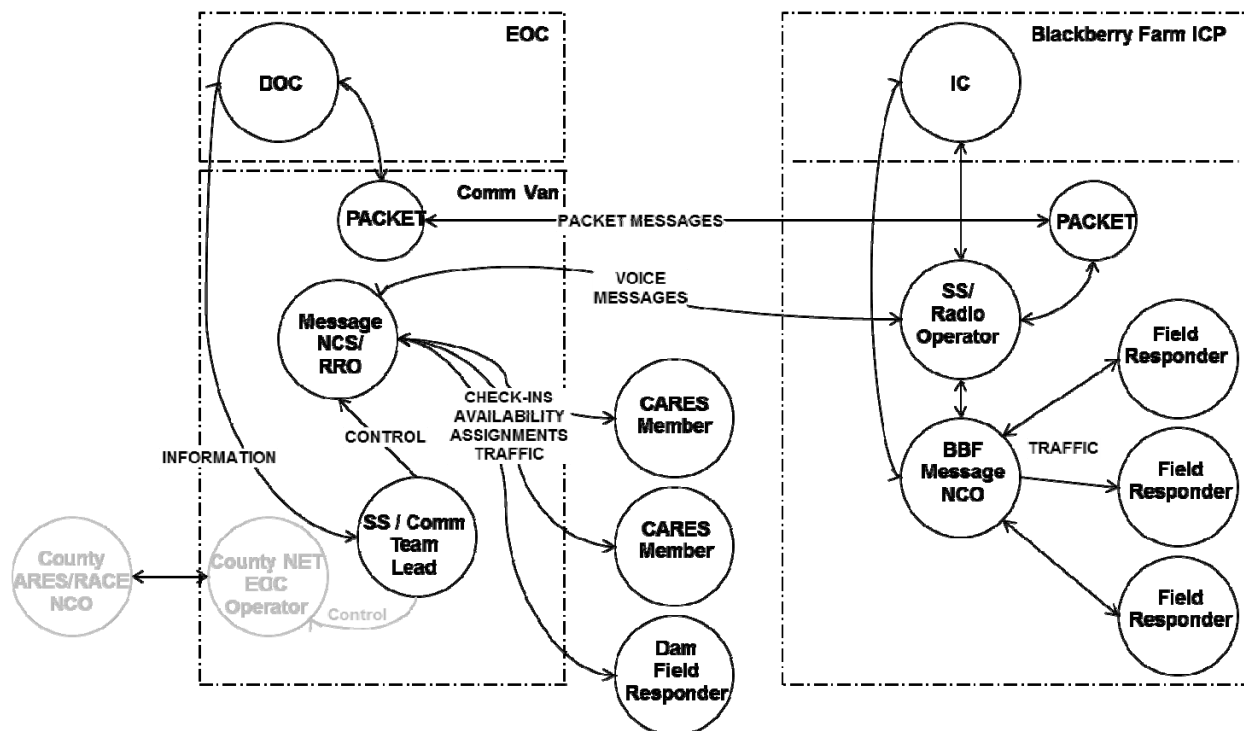 EOC
Blackberry Farm ICP
DOC
IC
Comm Van
PACKET
PACKET MESSAGES
PACKET
VOICE
MESSAGES
SS/
Radio
Operator
Message
NCS/
RRO
Field
Responder
CHECK-INS
AVAILABILITY
ASSIGNMENTS
TRAFFIC
CARES
Member
CONTROL
INFORMATION
BBF
Message
NCO
TRAFFIC
Field
Responder
SS / Comm
Team
Lead
CARES
Member
County
ARES/RACE
NCO
County NET
EOC
Operator
Control
Field
Responder
Dam
Field
Responder